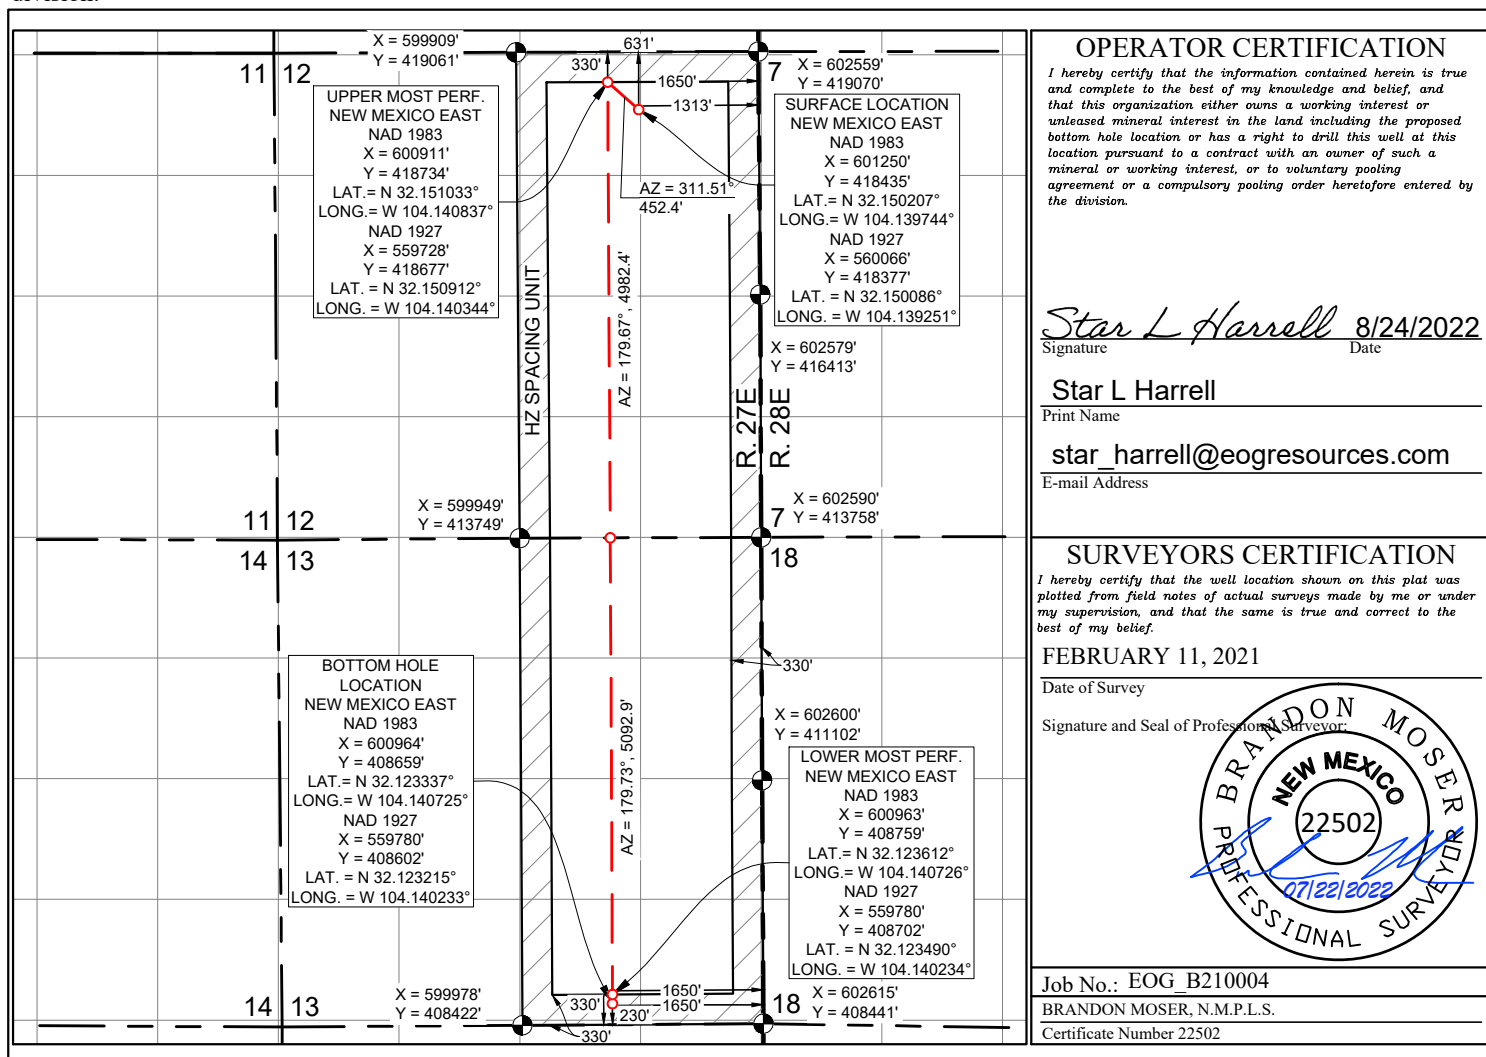 X = 599909'
Y = 419061'
631'
330'
1650'
1313'
11 12
7
X = 602559'
Y = 419070'
UPPER MOST PERF.
NEW MEXICO EAST
NAD 1983
X = 600911'
Y = 418734'
LAT.= N 32.151033°
LONG.= W 104.140837°
NAD 1927
X = 559728'
Y = 418677'
LAT. = N 32.150912°
LONG. = W 104.140344°
SURFACE LOCATION
NEW MEXICO EAST
NAD 1983
X = 601250'
Y = 418435'
LAT.= N 32.150207°
LONG.= W 104.139744°
NAD 1927
X = 560066'
Y = 418377'
LAT. = N 32.150086°
LONG. = W 104.139251°
AZ = 311.51°
452.4'
HZ SPACING UNIT
AZ = 179.67°, 4982.4'
X = 602579'
Y = 416413'
R. 27E
R. 28E
11 12
14 13
X = 599949'
Y = 413749'
7
18
X = 602590'
Y = 413758'
330'
X = 602600'
Y = 411102'
AZ = 179.73°, 5092.9'
BOTTOM HOLE
LOCATION
NEW MEXICO EAST
NAD 1983
X = 600964'
Y = 408659'
LAT.= N 32.123337°
LONG.= W 104.140725°
NAD 1927
X = 559780'
Y = 408602'
LAT. = N 32.123215°
LONG. = W 104.140233°
LOWER MOST PERF.
NEW MEXICO EAST
NAD 1983
X = 600963'
Y = 408759'
LAT.= N 32.123612°
LONG.= W 104.140726°
NAD 1927
X = 559780'
Y = 408702'
LAT. = N 32.123490°
LONG. = W 104.140234°
14 13
X = 599978'
Y = 408422'
330'
1650'
1650'
230'
330'
18
X = 602615'
Y = 408441'
OPERATOR CERTIFICATION
I hereby certify that the information contained herein is true
and complete to the best of my knowledge and belief, and
that this organization either owns a working interest or
unleased mineral interest in the land including the proposed
bottom hole location or has a right to drill this well at this
location pursuant to a contract with an owner of such a
mineral or working interest, or to voluntary pooling
agreement or a compulsory pooling order heretofore entered by
the division.
Star L Harrell 8/24/2022
Signature Date
Star L Harrell
Print Name
star_harrell@eogresources.com
E-mail Address
SURVEYORS CERTIFICATION
I hereby certify that the well location shown on this plat was
plotted from field notes of actual surveys made by me or under
my supervision, and that the same is true and correct to the
best of my belief.
FEBRUARY 11, 2021
Date of Survey
Signature and Seal of Professional Surveyor:
BRANDON MOSER
NEW MEXICO
22502
07/22/2022
PROFESSIONAL SURVEYOR
Job No.: EOG_B210004
BRANDON MOSER, N.M.P.L.S.
Certificate Number 22502